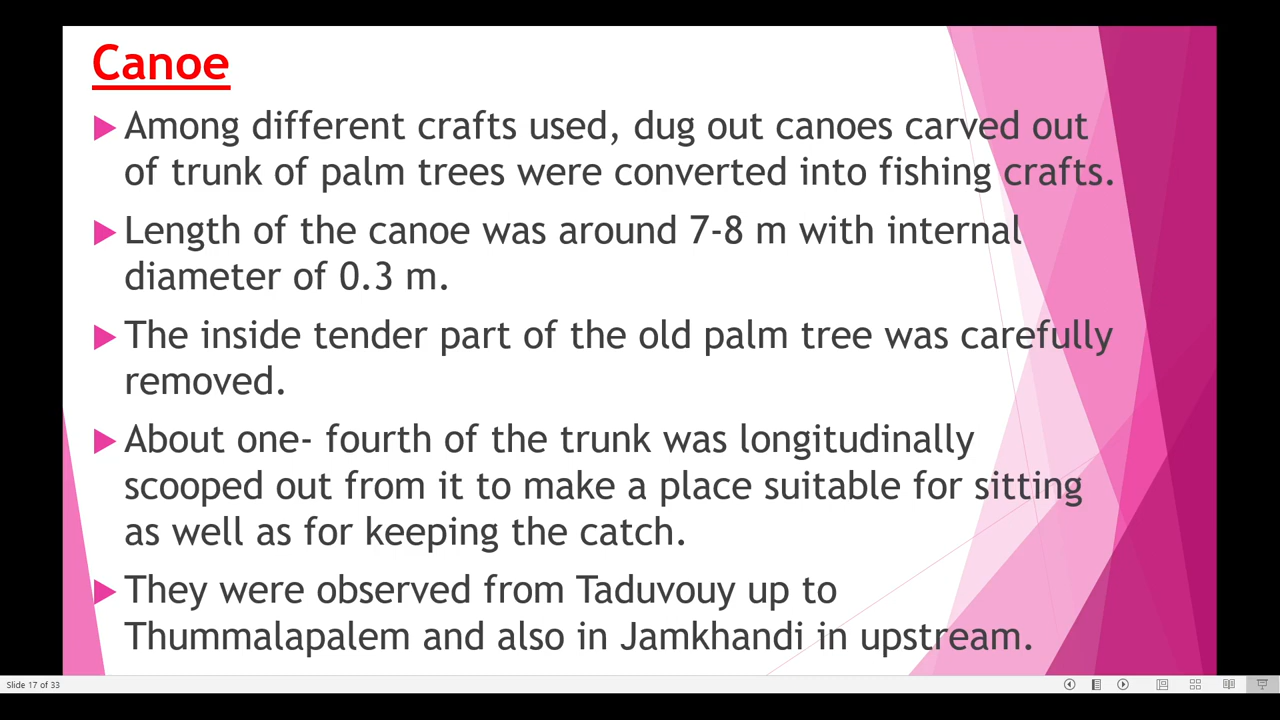 Canoe
Among different crafts used, dug out canoes carved out
of trunk of palm trees were converted into fishing crafts.
Length of the canoe was around 7-8 m with internal
diameter of 0.3 m.
The inside tender part of the old palm tree was carefully
removed.
About one- fourth of the trunk was longitudinally
scooped out from it to make a place suitable for sitting
as well as for keeping the catch.
They were observed from Taduvouy up to
Thummalapalem and also in Jamkhandi in upstream.
Slide 17 of 33